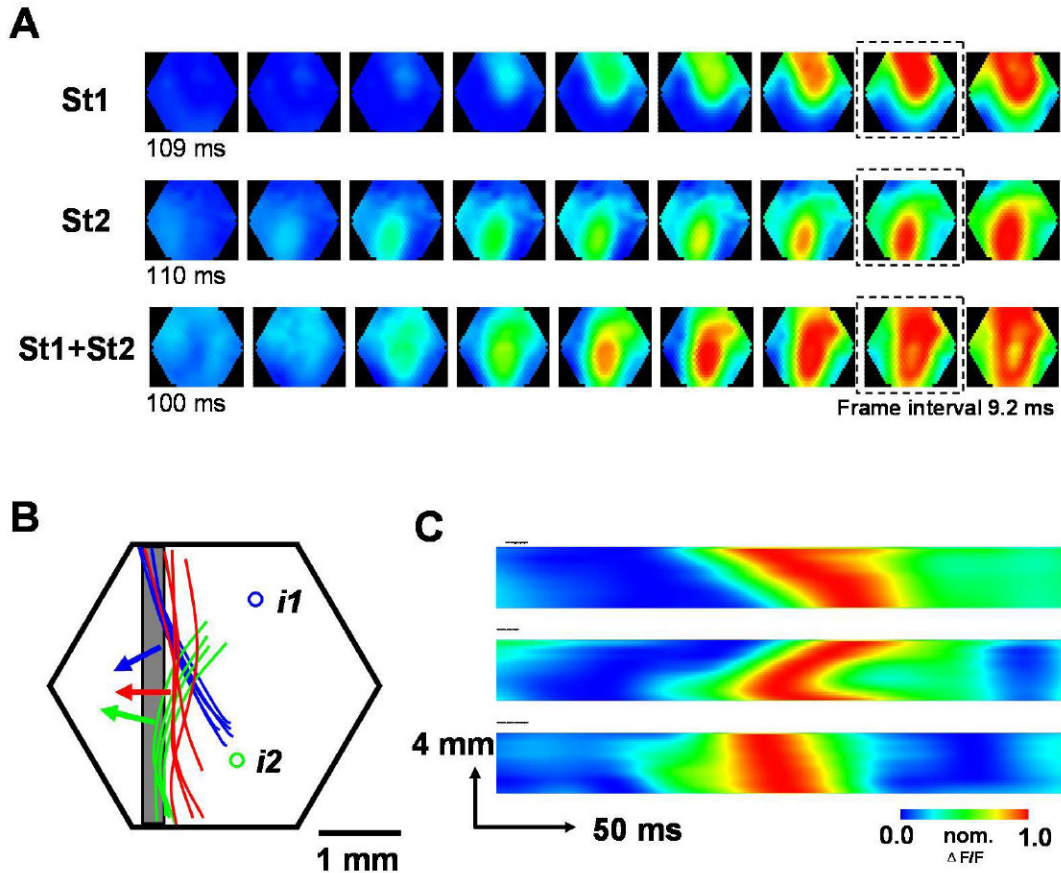 A
St1
109 ms
St2
110 ms
St1+St2
100 ms
Frame interval 9.2 ms
B
i1
i2
1 mm
C
4 mm
50 ms
0.0 nom. 1.0
ΔF/F